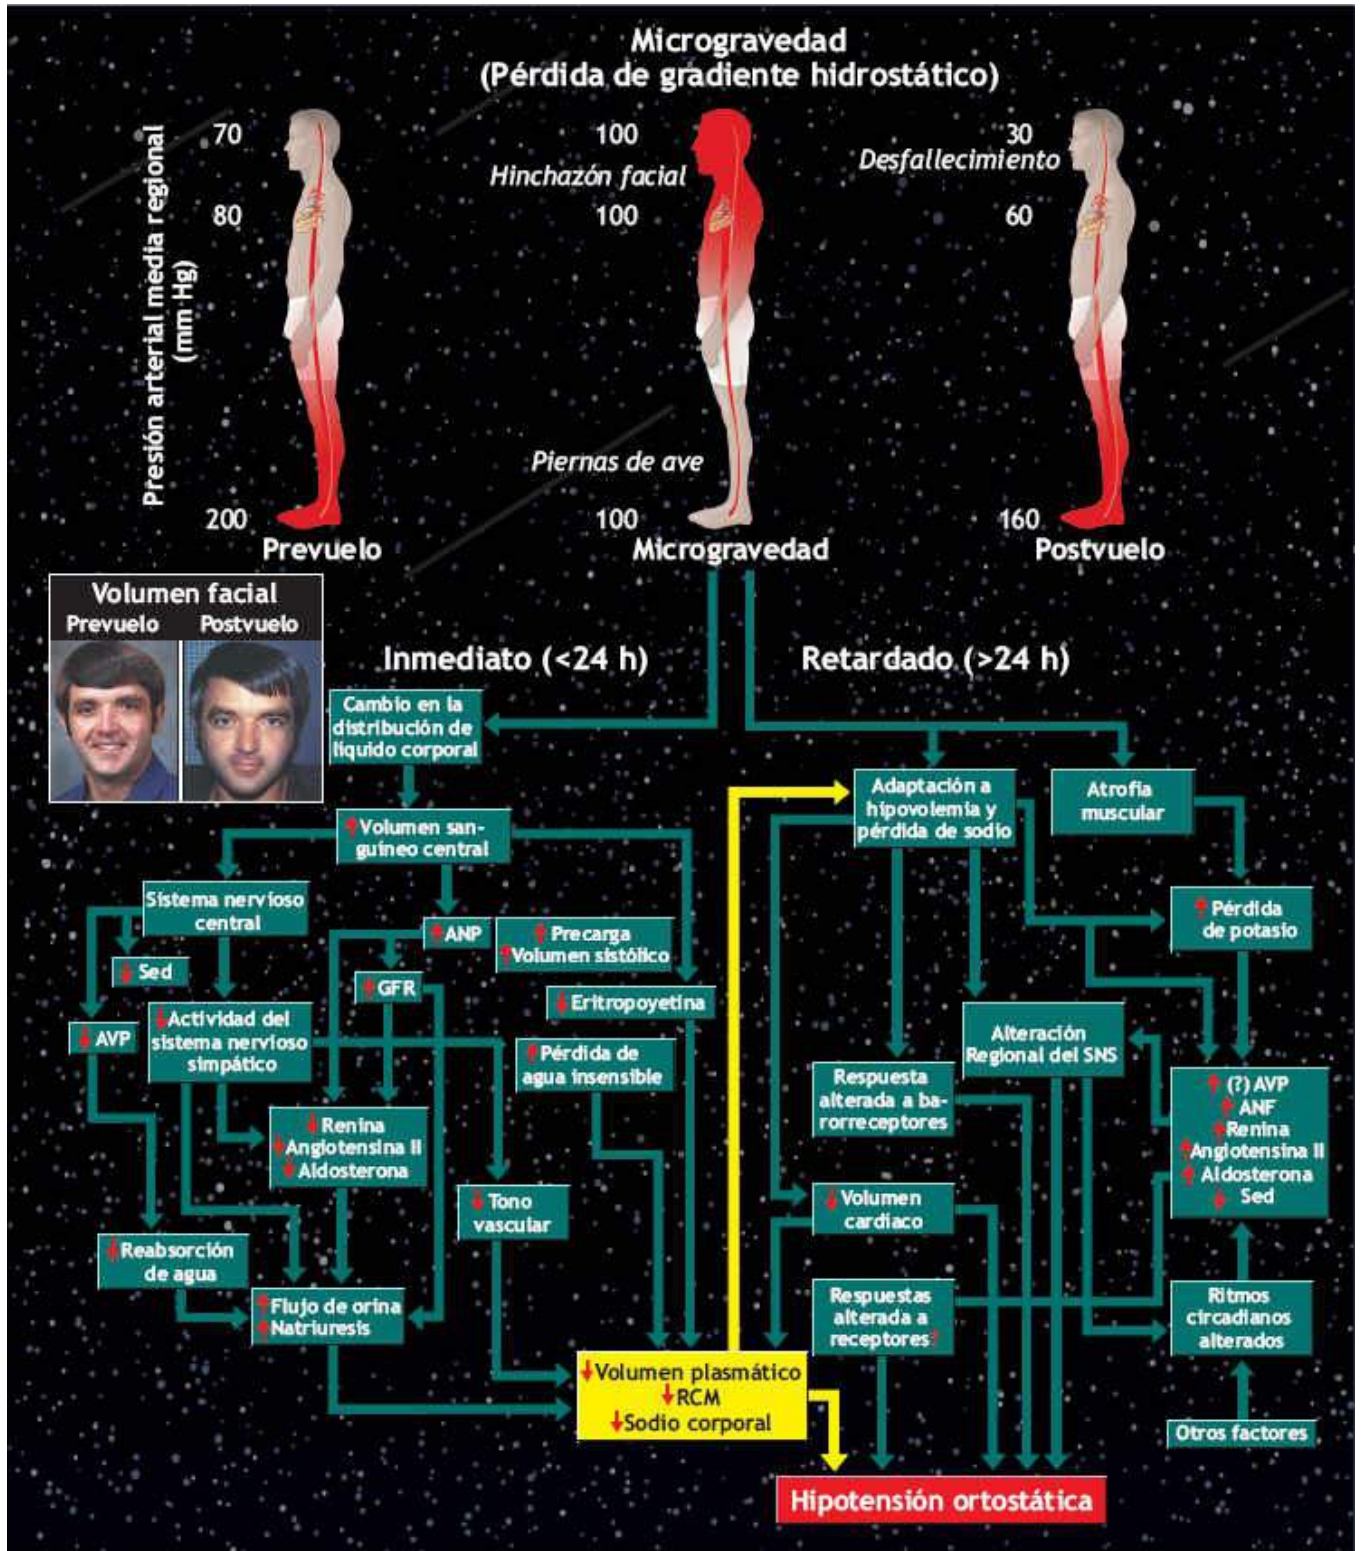 Microgravedad
(Pérdida de gradiente hidrostático)
Presión arterial media regional
(mm Hg)
70
80
200
Prevuelo
100
Hinchazón facial
100
Piernas de ave
100
Microgravedad
30
Desfallecimiento
60
160
Postvuelo
Volumen facial
Prevuelo Postvuelo
Inmediato (<24 h)
Retardado (>24 h)
Cambio en la
distribución de
líquido corporal
↑Volumen san-
guíneo central
Sistema nervioso
central
↑ANP
↑ Precarga
↑Volumen sistólico
↓Sed
↑GFR
↓Eritropoyetina
↓AVP
↓Actividad del
sistema nervioso
simpático
↑Pérdida de
agua insensible
↓Renina
↓Angiotensina II
↓Aldosterona
↓Tono
vascular
↓Reabsorción
de agua
↑Flujo de orina
↑Natriuresis
↓Volumen plasmático
↓RCM
↓Sodio corporal
Adaptación a
hipovolemia y
pérdida de sodio
Atrofia
muscular
↑Pérdida
de potasio
Alteración
Regional del SNS
Respuesta
alterada a ba-
rorreceptores
↑ (?) AVP
↑ ANF
↑Renina
↑Angiotensina II
↑ Aldosterona
↓ Sed
↓Volumen
cardiaco
Respuestas
alterada a
receptores?
Ritmos
circadianos
alterados
Otros factores
Hipotensión ortostática